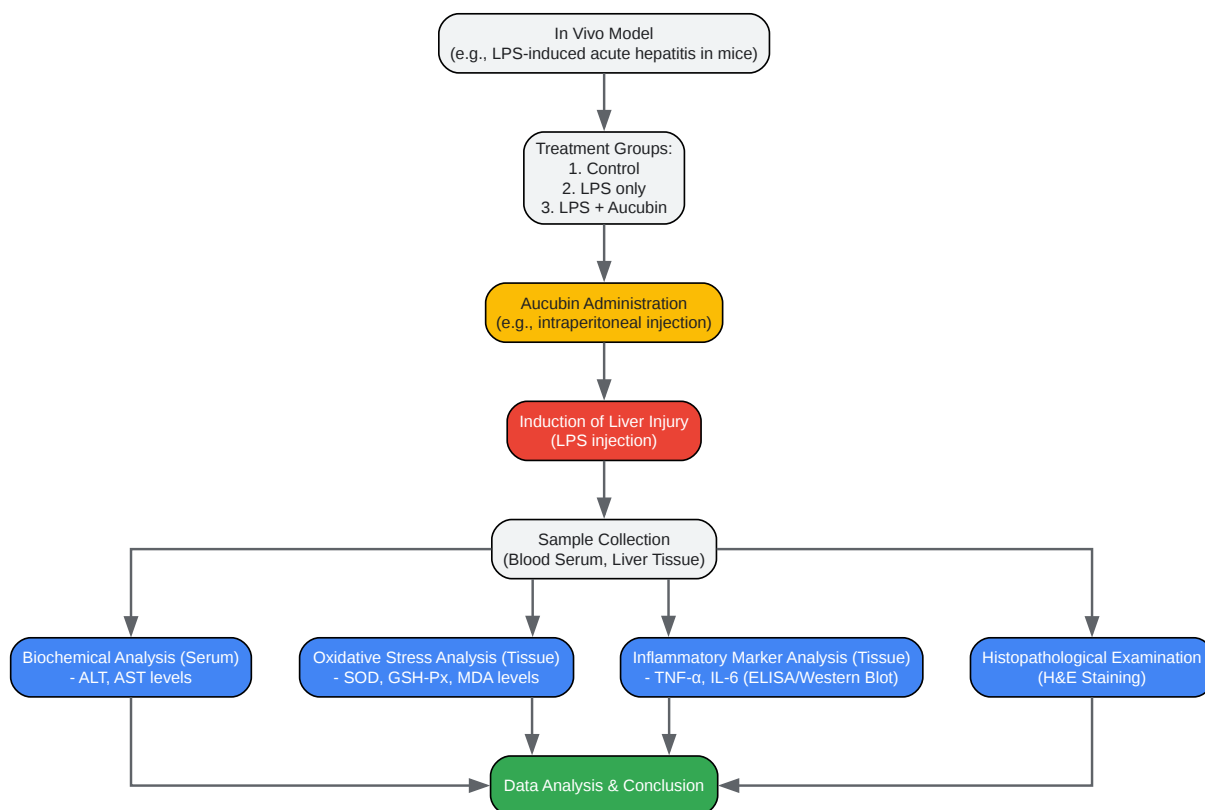 In Vivo Model
(e.g., LPS-induced acute hepatitis in mice)
Treatment Groups:
1. Control
2. LPS only
3. LPS + Aucubin
Aucubin Administration
(e.g., intraperitoneal injection)
Induction of Liver Injury
(LPS injection)
Sample Collection
(Blood Serum, Liver Tissue)
Biochemical Analysis (Serum)
- ALT, AST levels
Oxidative Stress Analysis (Tissue)
- SOD, GSH-Px, MDA levels
Inflammatory Marker Analysis (Tissue)
- TNF-α, IL-6 (ELISA/Western Blot)
Histopathological Examination
(H&E Staining)
Data Analysis & Conclusion